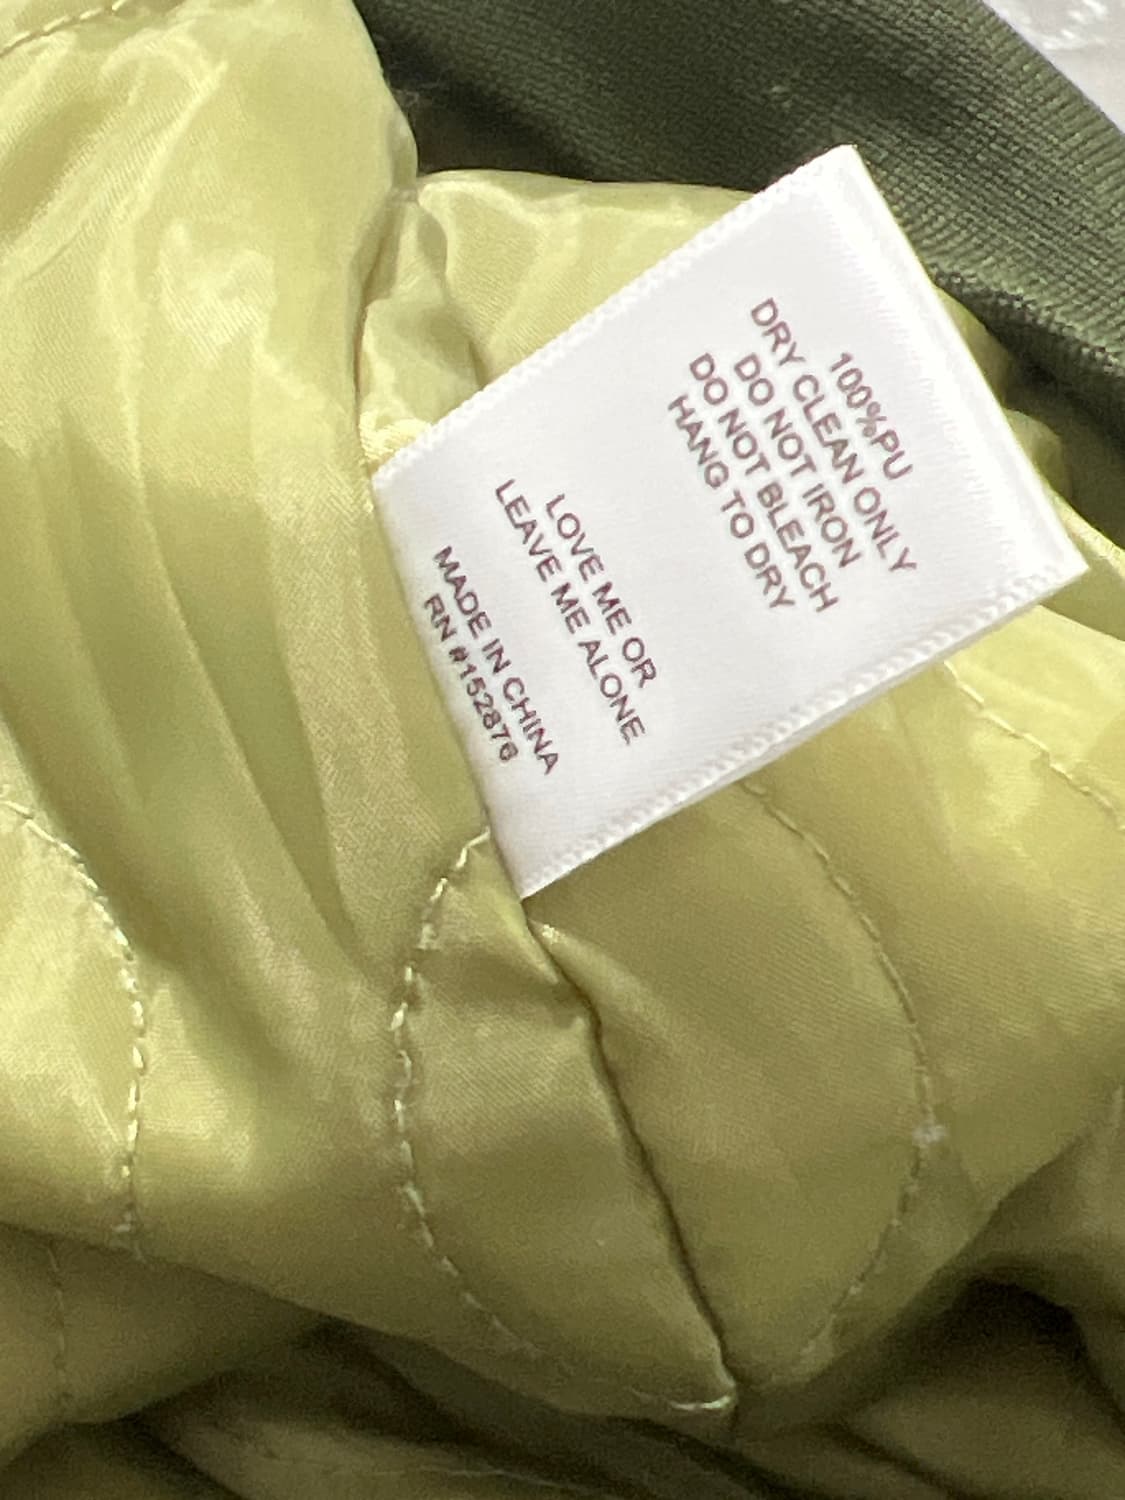 100%PU
DRY CLEAN ONLY
DO NOT IRON
DO NOT BLEACH
HANG TO DRY
LOVE ME OR
LEAVE ME ALONE
MADE IN CHINA
RN #152876